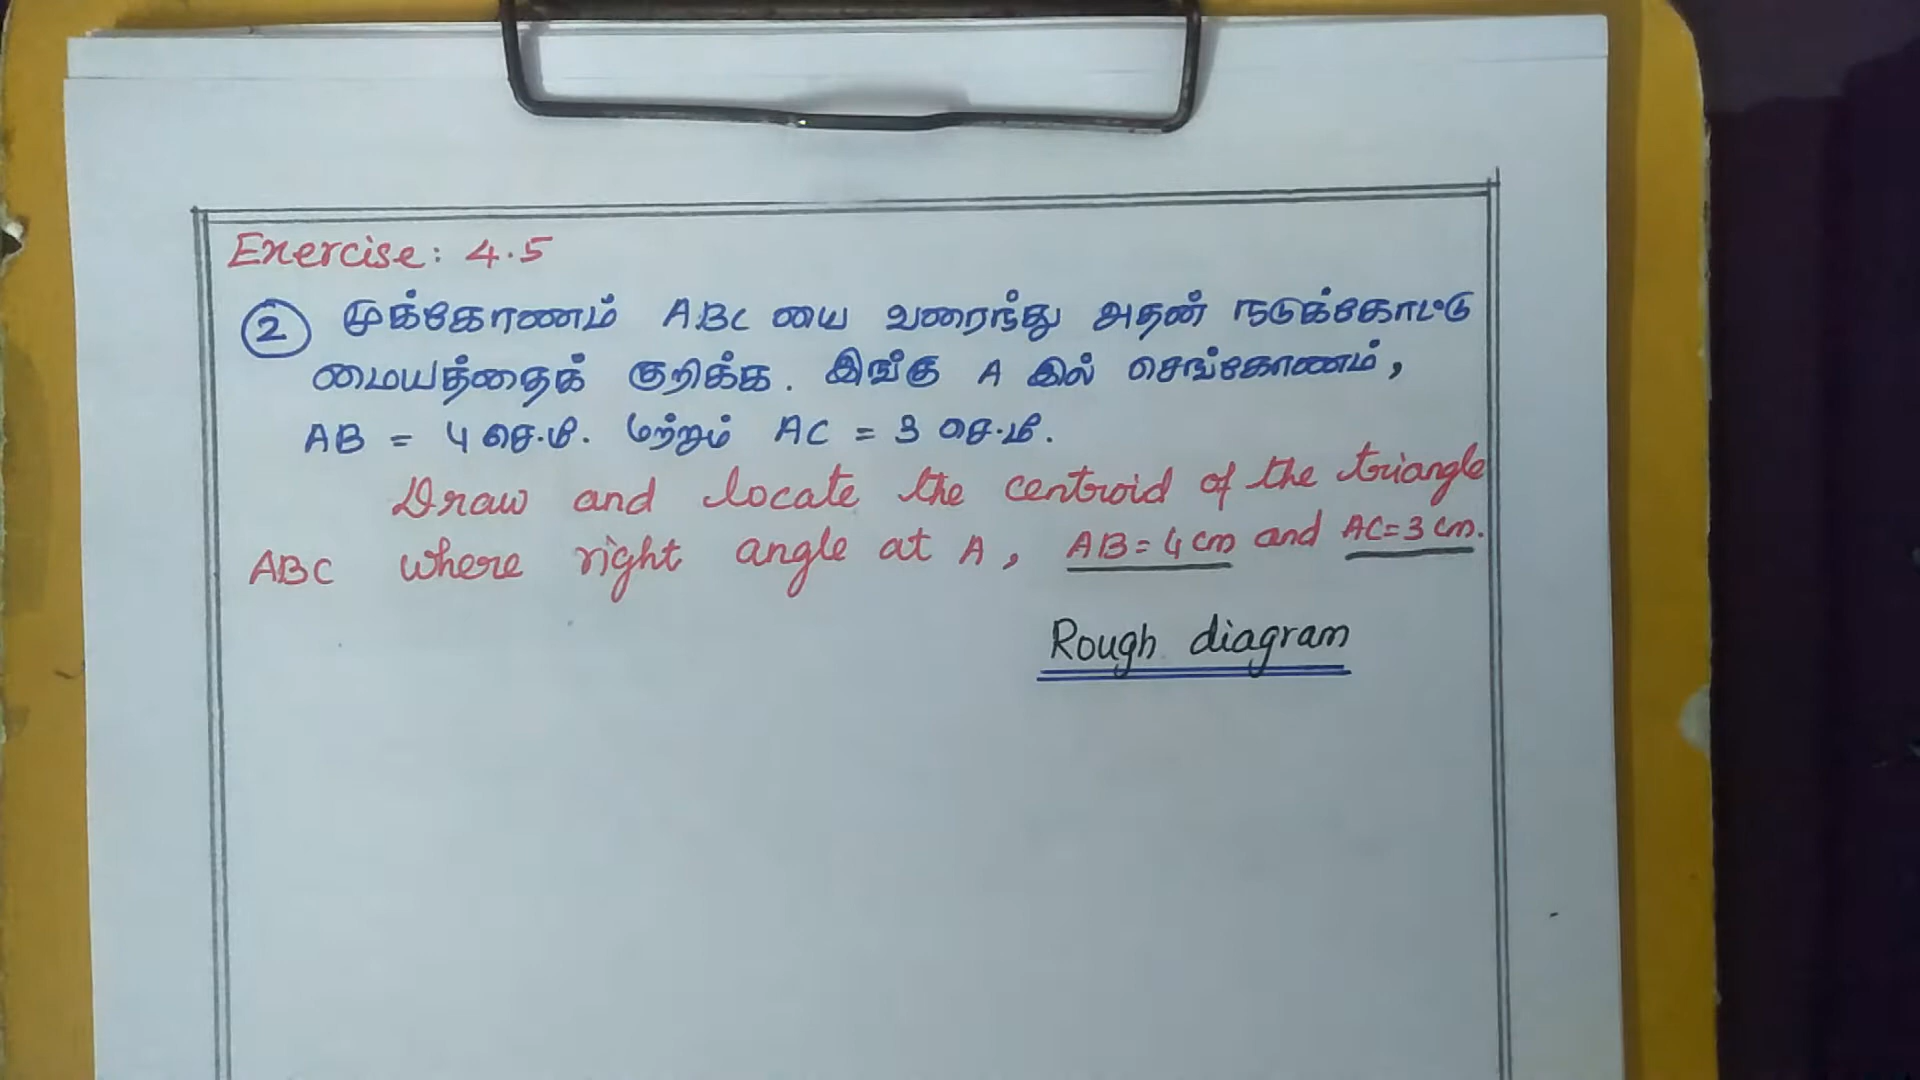 Exercise: 4.5
② முக்கோணம் ABC யை வரைந்து அதன் நடுக்கோட்டு
மையத்தைக் குறிக்க. இங்கு A இல் செங்கோணம்,
AB = 4 செ.மீ. மற்றும் AC = 3 செ.மீ.
Draw and locate the centroid of the triangle
ABC where right angle at A, AB = 4 cm and AC = 3 cm.
Rough diagram